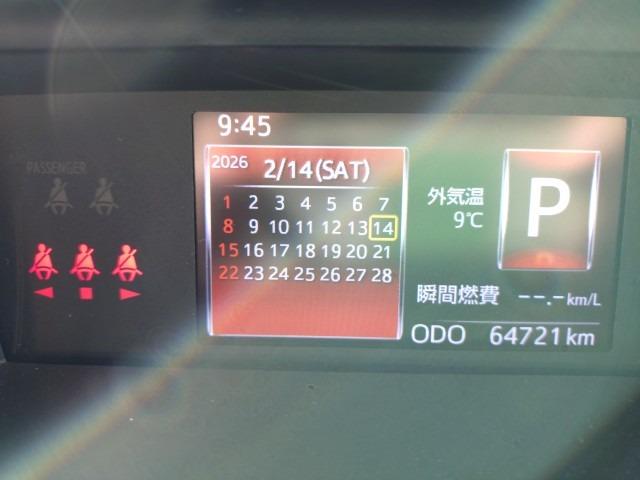 9:45
PASSENGER
2026 2/14(SAT)
1 2 3 4 5 6 7
8 9 10 11 12 13 14
15 16 17 18 19 20 21
22 23 24 25 26 27 28
外気温
9℃
P
瞬間燃費 --.-km/L
ODO 64721km